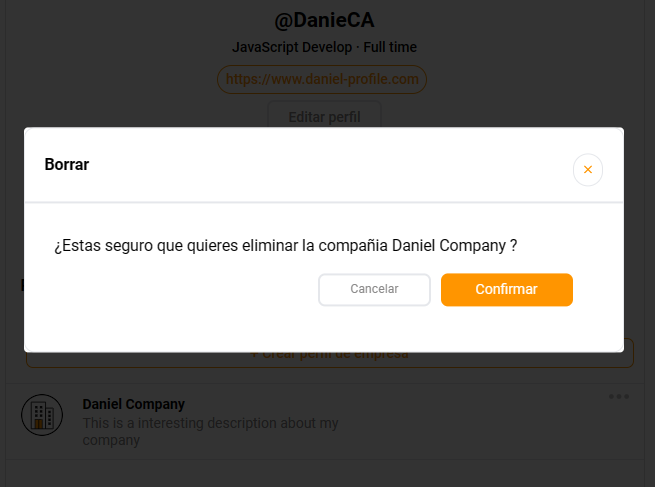 @DanieCA
JavaScript Develop · Full time
https://www.daniel-profile.com
Editar perfil
Borrar
¿Estas seguro que quieres eliminar la compañia Daniel Company ?
Cancelar
Confirmar
+ Crear perfil de empresa
Daniel Company
This is a interesting description about my
company